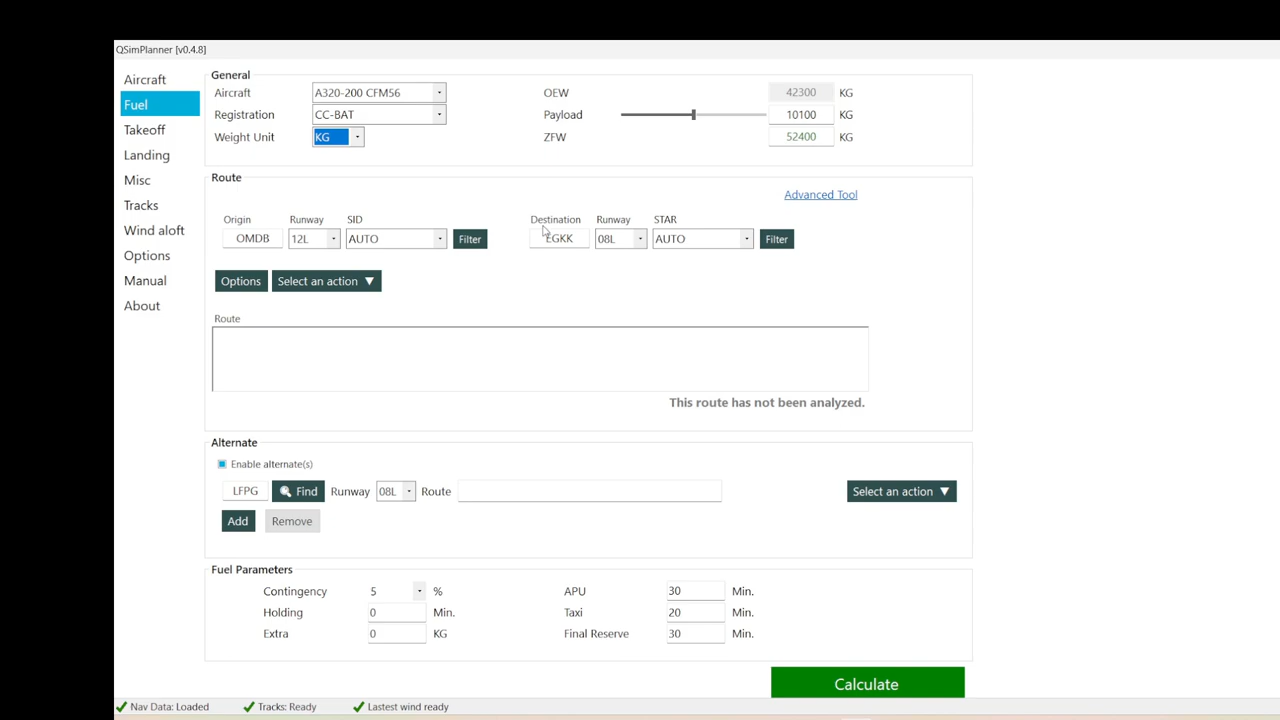 QSimPlanner [v0.4.8]
Aircraft
Fuel
Takeoff
Landing
Misc
Tracks
Wind aloft
Options
Manual
About
General
Aircraft A320-200 CFM56 OEW 42300 KG
Registration CC-BAT Payload 10100 KG
Weight Unit KG ZFW 52400 KG
Route
Advanced Tool
Origin Runway SID Destination Runway STAR
OMDB 12L AUTO Filter EGKK 08L AUTO Filter
Options Select an action ▼
Route
This route has not been analyzed.
Alternate
Enable alternate(s)
LFPG Find Runway 08L Route Select an action ▼
Add Remove
Fuel Parameters
Contingency 5 % APU 30 Min.
Holding 0 Min. Taxi 20 Min.
Extra 0 KG Final Reserve 30 Min.
Calculate
Nav Data: Loaded Tracks: Ready Lastest wind ready